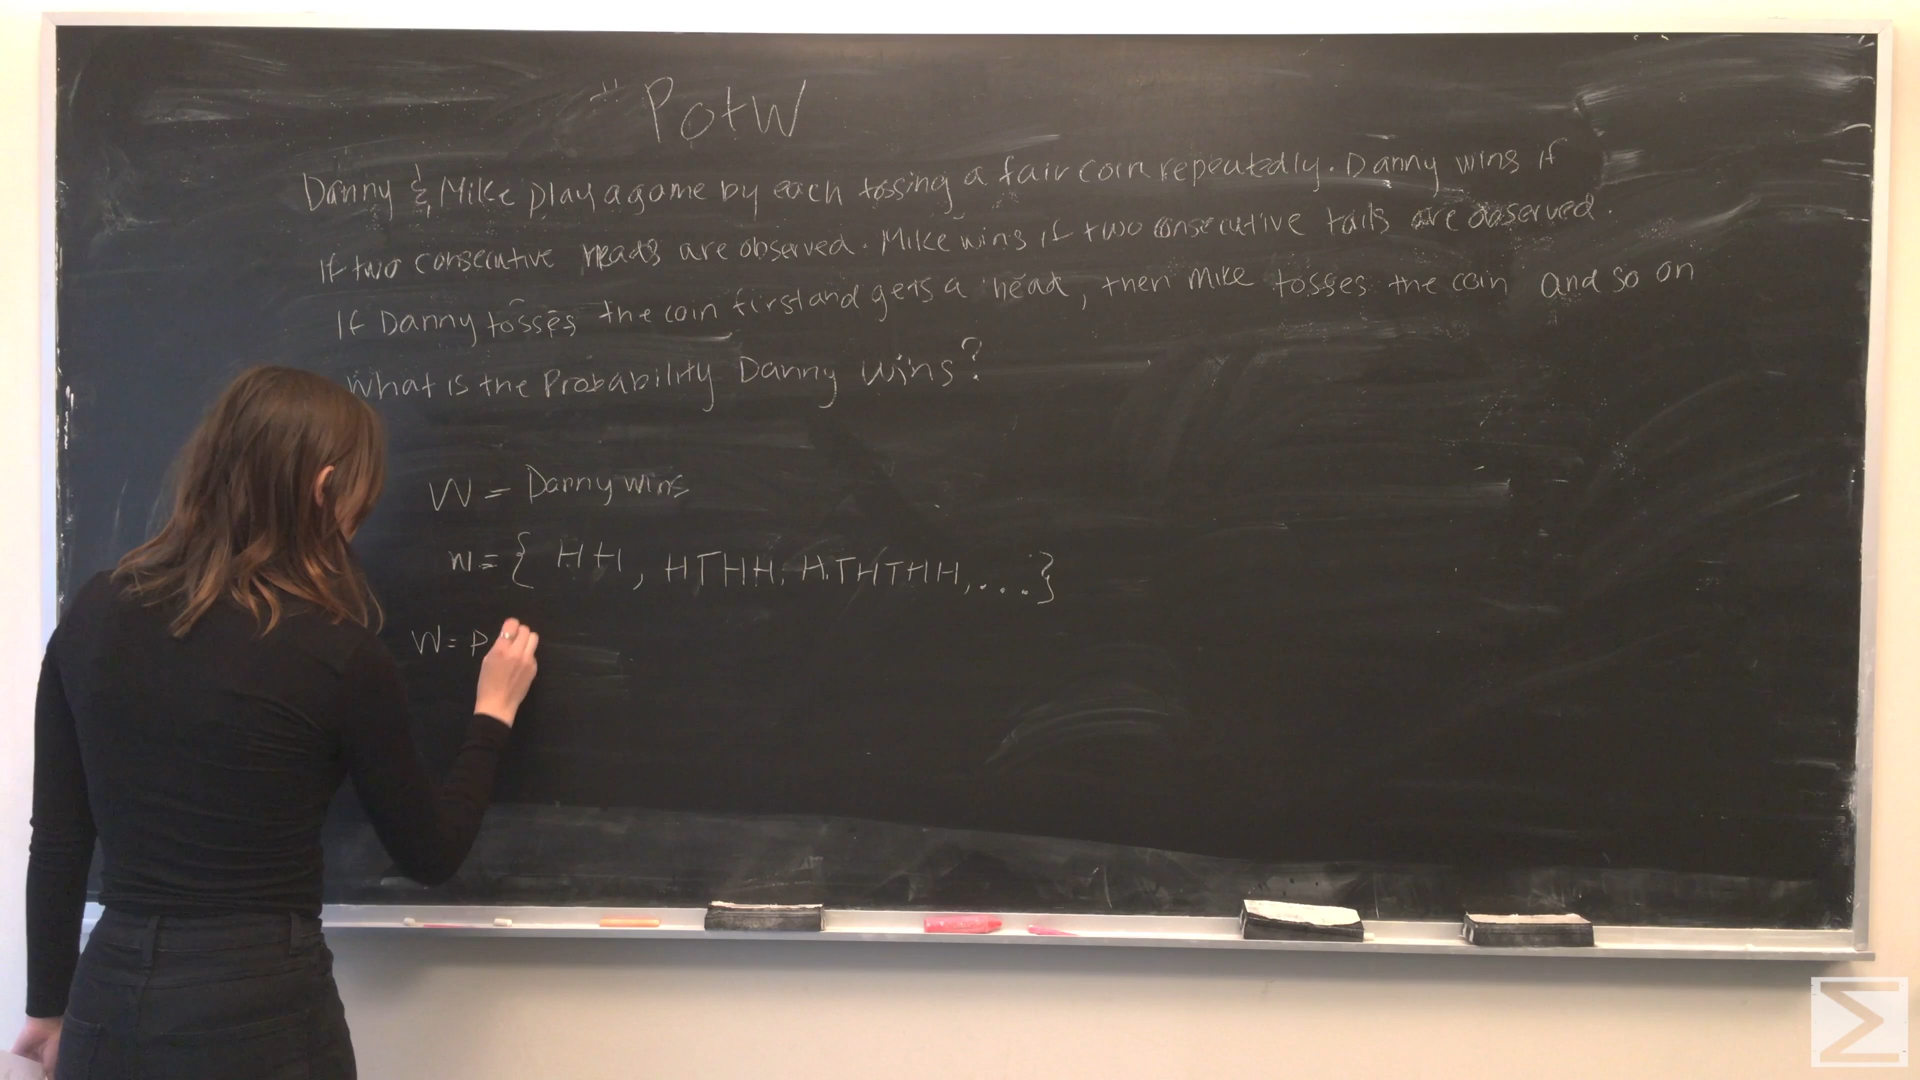 PotW
Danny & Mike play a game by each tossing a fair coin repeatedly. Danny wins if
if two consecutive heads are observed. Mike wins if two consecutive tails are observed.
If Danny tosses the coin first and gets a head, then Mike tosses the coin and so on
What is the Probability Danny wins?
W = Danny wins
W = { HH, HTHH, HTHTHH, ... }
W = P
Σ